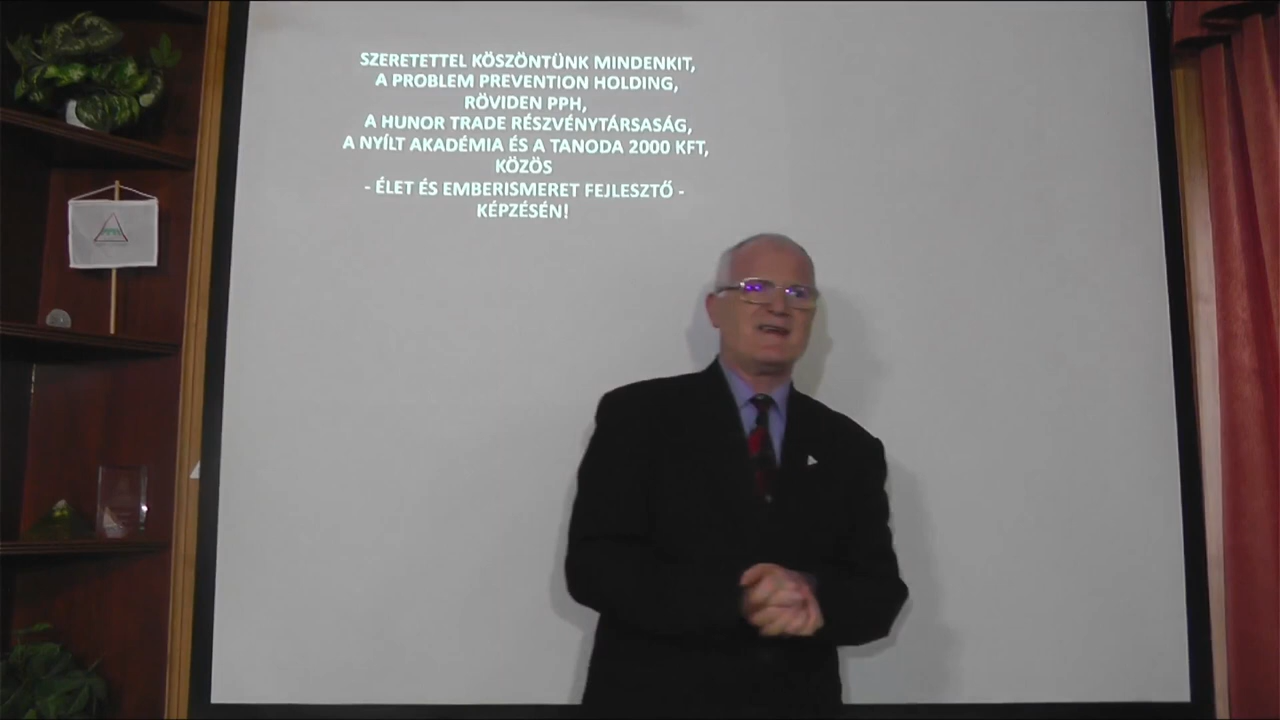 SZERETETTEL KÖSZÖNTÜNK MINDENKIT,
A PROBLEM PREVENTION HOLDING,
RÖVIDEN PPH,
A HUNOR TRADE RÉSZVÉNYTÁRSASÁG,
A NYÍLT AKADÉMIA ÉS A TANODA 2000 KFT,
KÖZÖS
- ÉLET ÉS EMBERISMERET FEJLESZTŐ -
KÉPZÉSÉN!
PPH